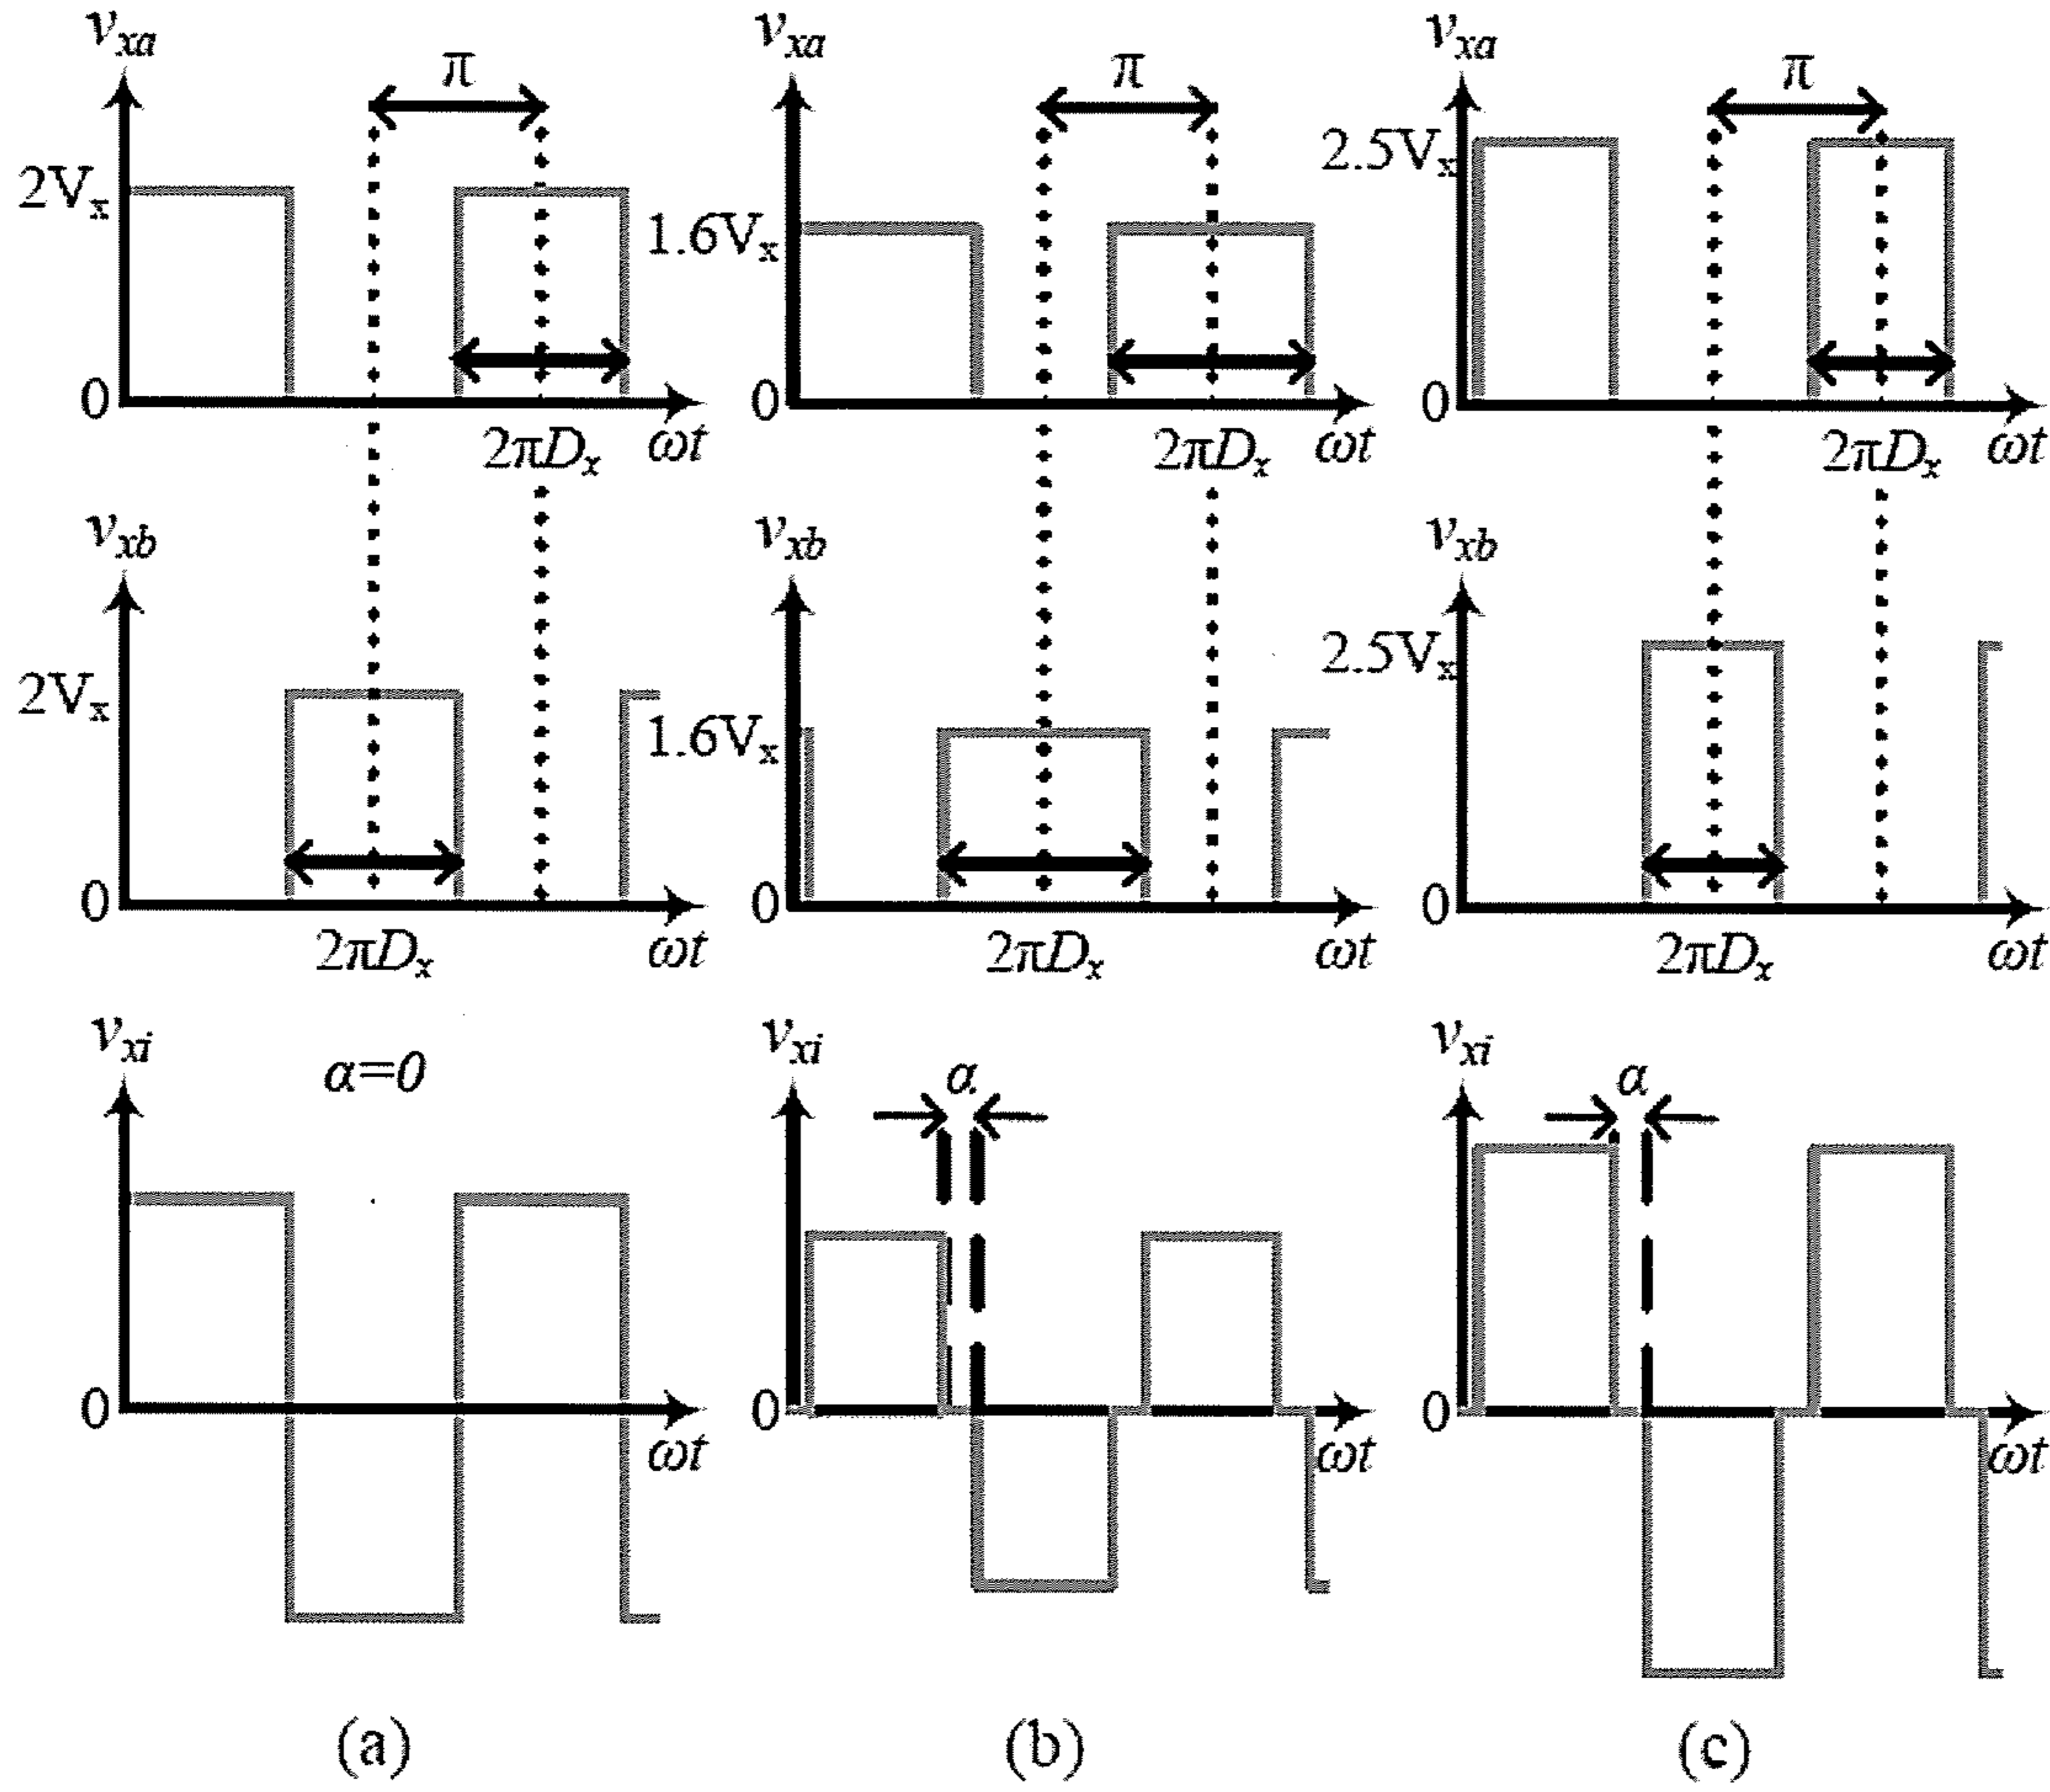 v_xa
π
2V_x
0
2πD_x
ωt
v_xb
2V_x
0
2πD_x
ωt
v_xi
α=0
0
ωt
(a)
v_xa
π
1.6V_x
0
2πD_x
ωt
v_xb
1.6V_x
0
2πD_x
ωt
v_xi
α
0
ωt
(b)
v_xa
π
2.5V_x
0
2πD_x
ωt
v_xb
2.5V_x
0
2πD_x
ωt
v_xi
α
0
ωt
(c)